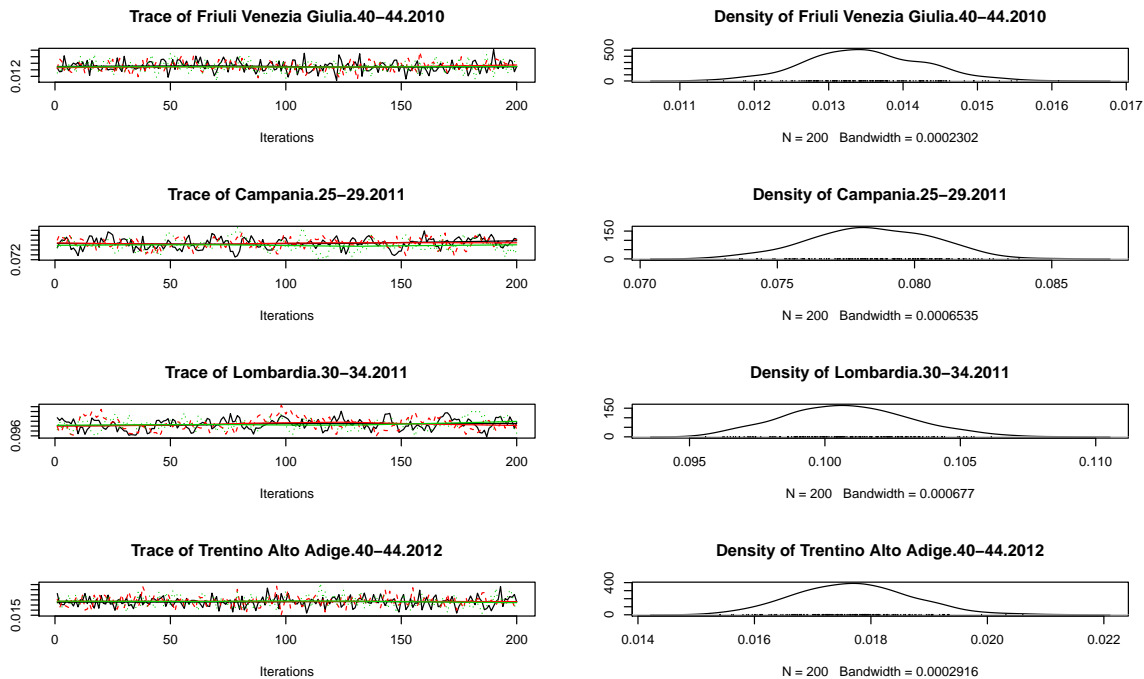 Trace of Friuli Venezia Giulia.40−44.2010
0.012
0 50 100 150 200
Iterations
Density of Friuli Venezia Giulia.40−44.2010
0 500
0.011 0.012 0.013 0.014 0.015 0.016 0.017
N = 200 Bandwidth = 0.0002302
Trace of Campania.25−29.2011
0.072
0 50 100 150 200
Iterations
Density of Campania.25−29.2011
0 150
0.070 0.075 0.080 0.085
N = 200 Bandwidth = 0.0006535
Trace of Lombardia.30−34.2011
0.096
0 50 100 150 200
Iterations
Density of Lombardia.30−34.2011
0 150
0.095 0.100 0.105 0.110
N = 200 Bandwidth = 0.000677
Trace of Trentino Alto Adige.40−44.2012
0.015
0 50 100 150 200
Iterations
Density of Trentino Alto Adige.40−44.2012
0 400
0.014 0.016 0.018 0.020 0.022
N = 200 Bandwidth = 0.0002916